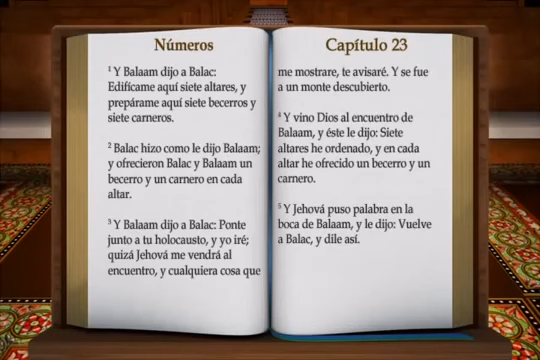 Números
¹ Y Balaam dijo a Balac:
Edifícame aquí siete altares, y
prepárame aquí siete becerros y
siete carneros.
² Balac hizo como le dijo Balaam;
y ofrecieron Balac y Balaam un
becerro y un carnero en cada
altar.
³ Y Balaam dijo a Balac: Ponte
junto a tu holocausto, y yo iré;
quizá Jehová me vendrá al
encuentro, y cualquiera cosa que
Capítulo 23
me mostrare, te avisaré. Y se fue
a un monte descubierto.
⁴ Y vino Dios al encuentro de
Balaam, y éste le dijo: Siete
altares he ordenado, y en cada
altar he ofrecido un becerro y un
carnero.
⁵ Y Jehová puso palabra en la
boca de Balaam, y le dijo: Vuelve
a Balac, y dile así.